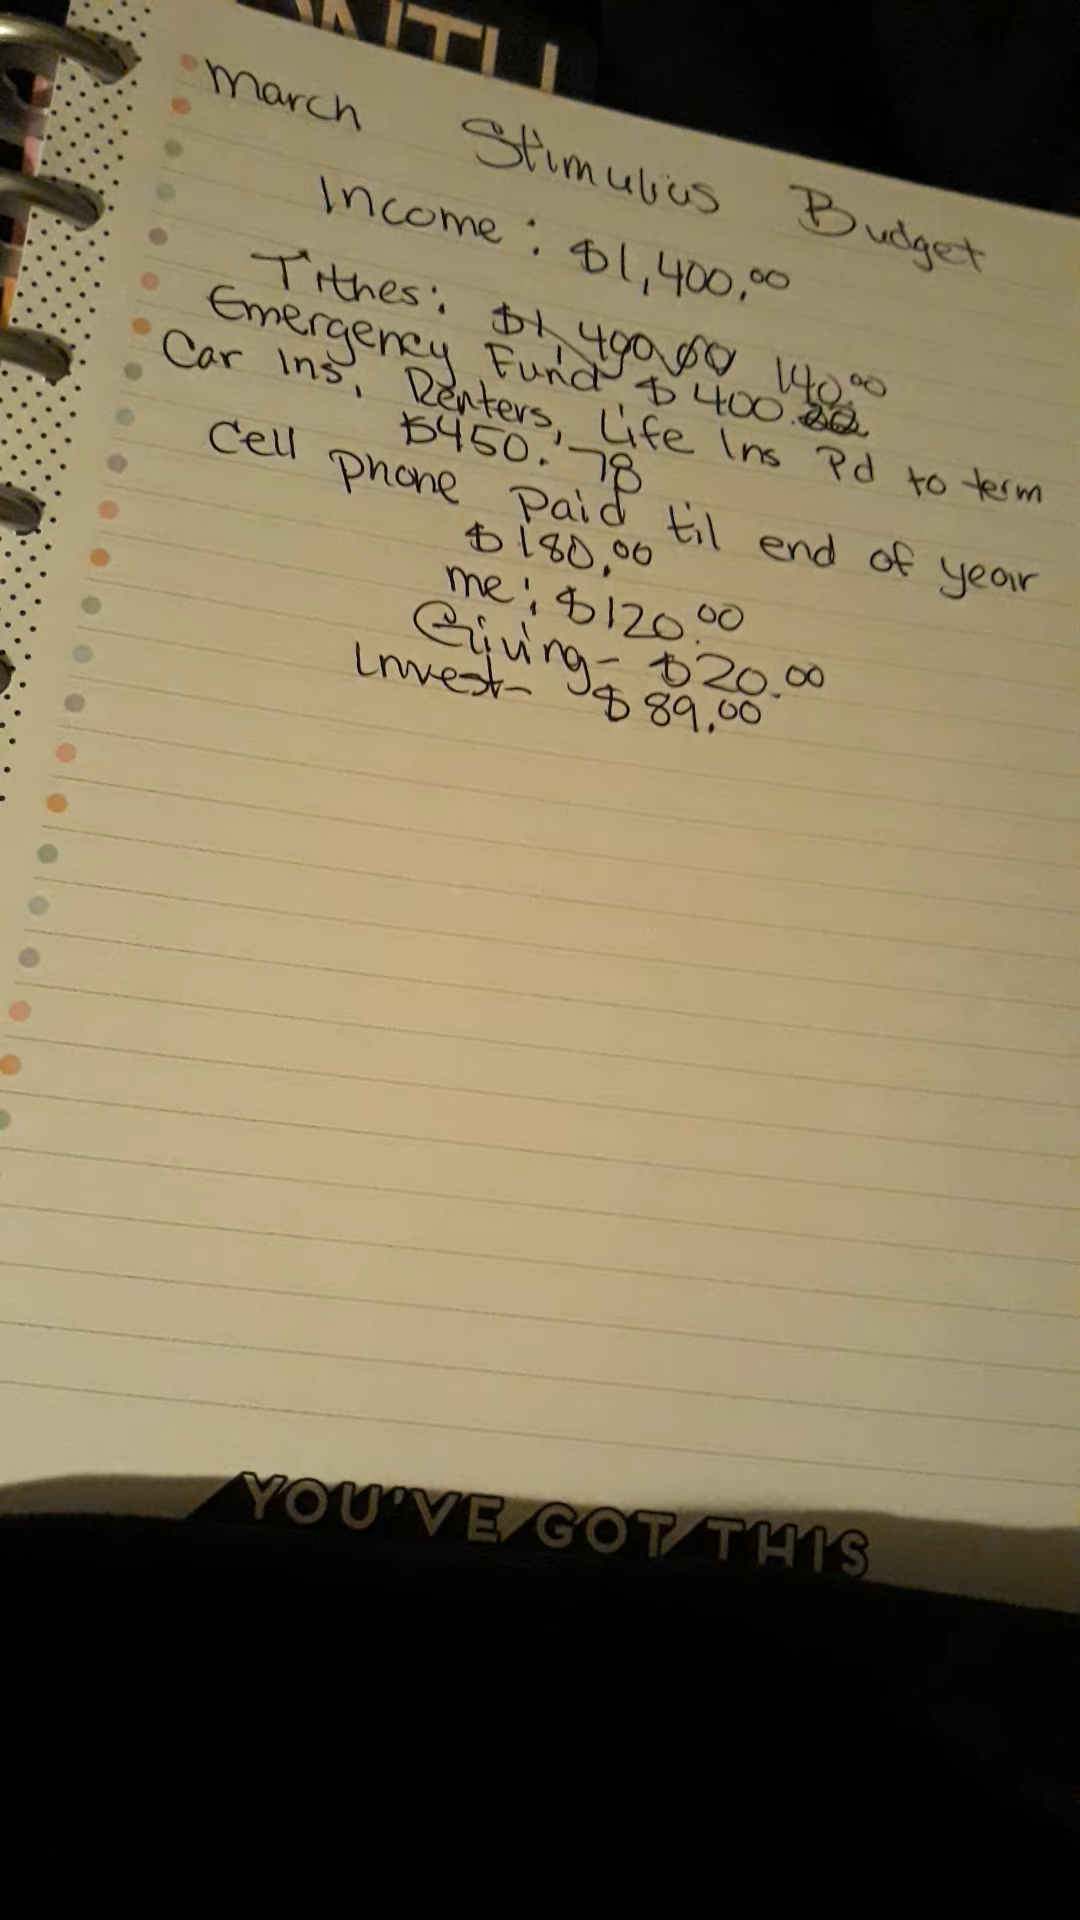 March Stimulus Budget
Income: $1,400.00
Tithes: $1,400.00 140.00
Emergency Fund $400.00
Car Ins, Renters, Life Ins Pd to term
$450.78
Cell phone paid til end of year
$180.00
me: $120.00
Giving- $20.00
Invest- $89.00
YOU'VE GOT THIS